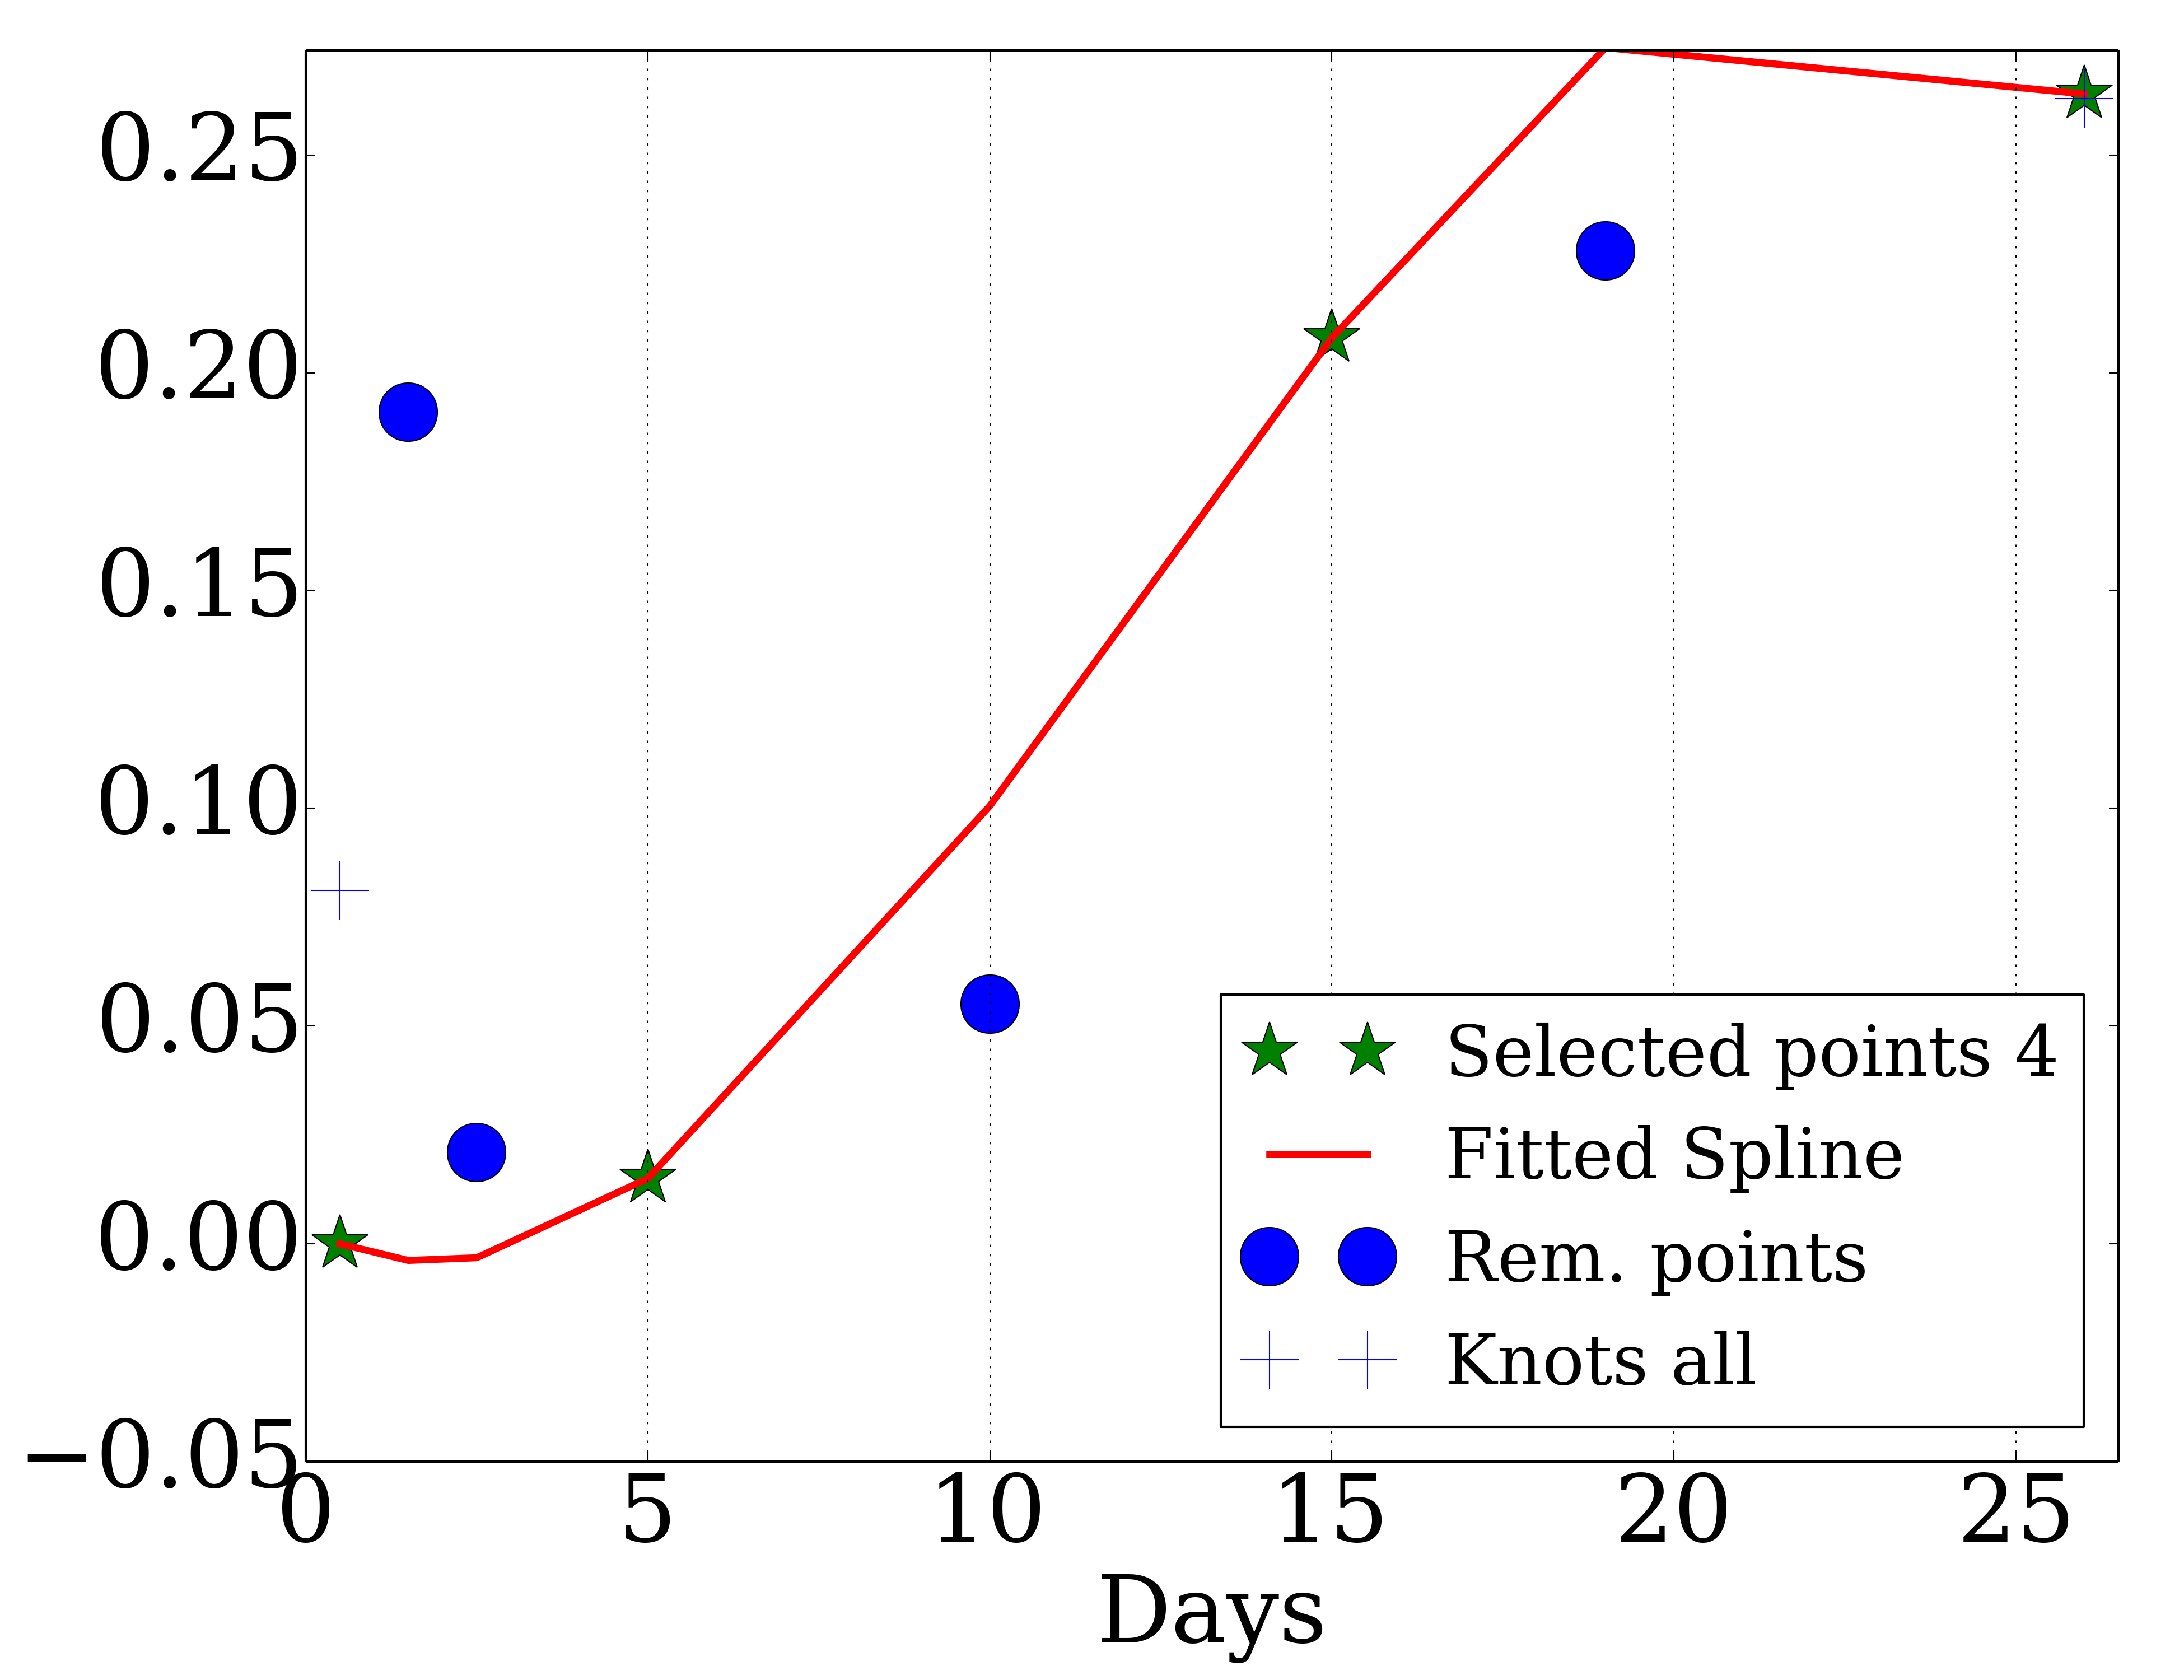 0.25
0.20
0.15
0.10
0.05
0.00
−0.05
0 5 10 15 20 25
Days
Selected points 4
Fitted Spline
Rem. points
Knots all